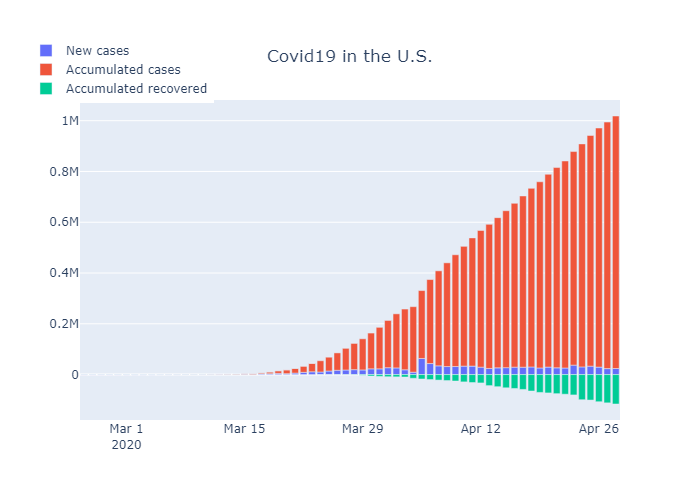 New cases
Accumulated cases
Accumulated recovered
Covid19 in the U.S.
1M
0.8M
0.6M
0.4M
0.2M
0
Mar 1
2020
Mar 15
Mar 29
Apr 12
Apr 26